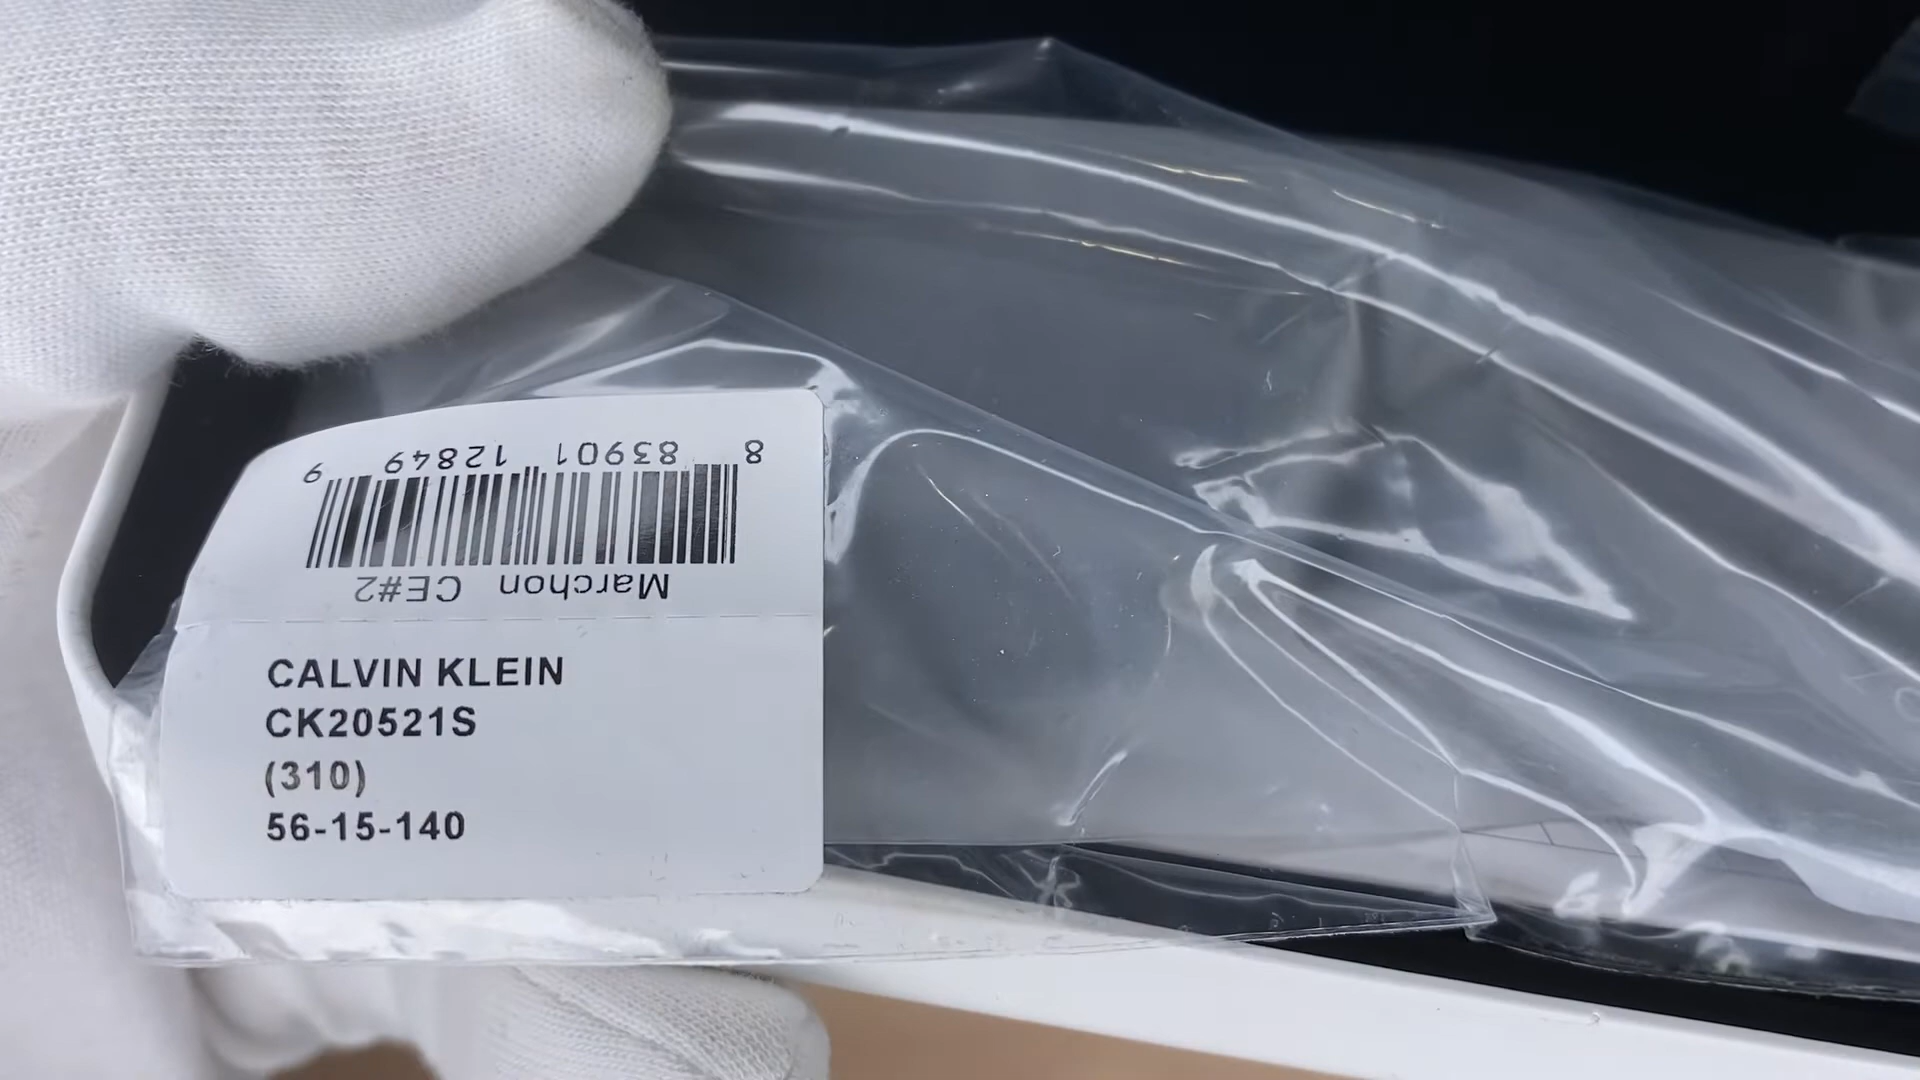 8 83901 12849 9
Marchon CE#2
CALVIN KLEIN
CK20521S
(310)
56-15-140